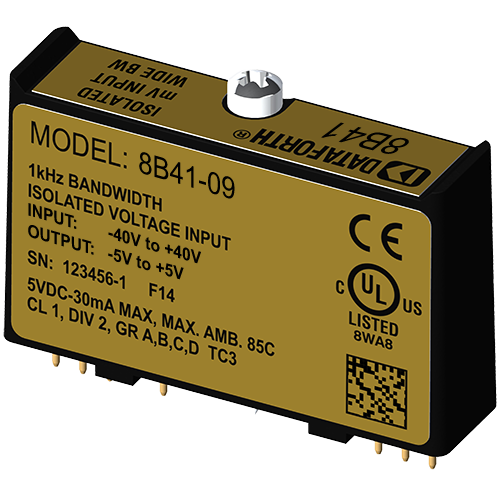 ISOLATED
mV INPUT
WIDE BW
DATAFORTH®
8B41
MODEL: 8B41-09
1kHz BANDWIDTH
ISOLATED VOLTAGE INPUT
INPUT: -40V to +40V
OUTPUT: -5V to +5V
SN: 123456-1 F14
5VDC-30mA MAX, MAX. AMB. 85C
CL 1, DIV 2, GR A,B,C,D TC3
CE
C UL US
LISTED
8WA8